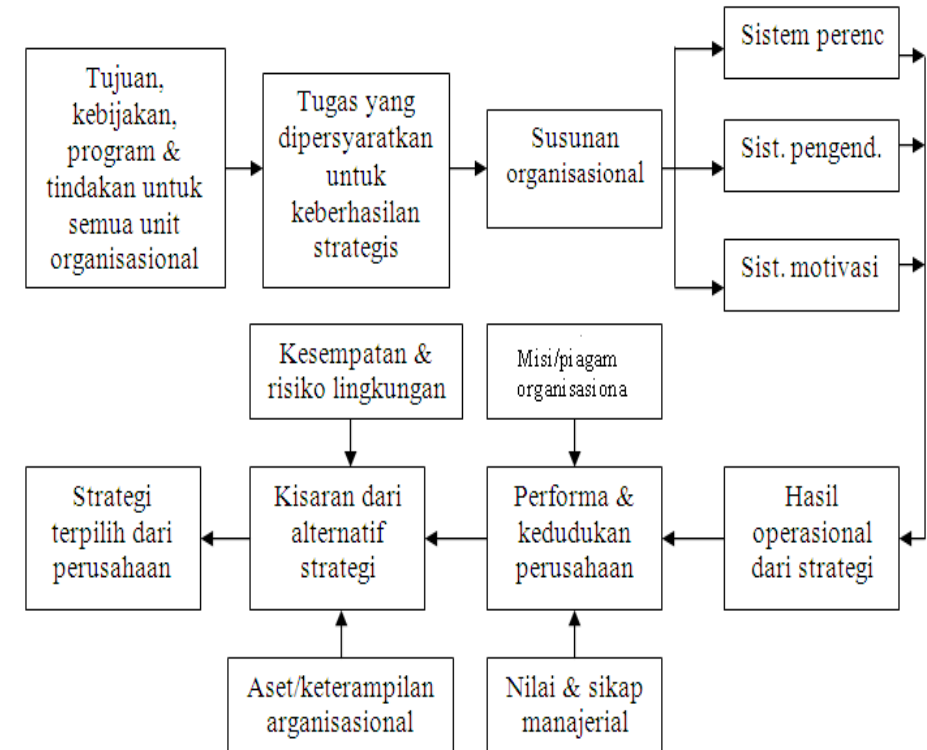 Tujuan,
kebijakan,
program &
tindakan untuk
semua unit
organisasional
Tugas yang
dipersyaratkan
untuk
keberhasilan
strategis
Susunan
organisasional
Sistem perenc
Sist. pengend.
Sist. motivasi
Kesempatan &
risiko lingkungan
Misi/piagam
organisasiona
Strategi
terpilih dari
perusahaan
Kisaran dari
alternatif
strategi
Performa &
kedudukan
perusahaan
Hasil
operasional
dari strategi
Aset/keterampilan
arganisasional
Nilai & sikap
manajerial